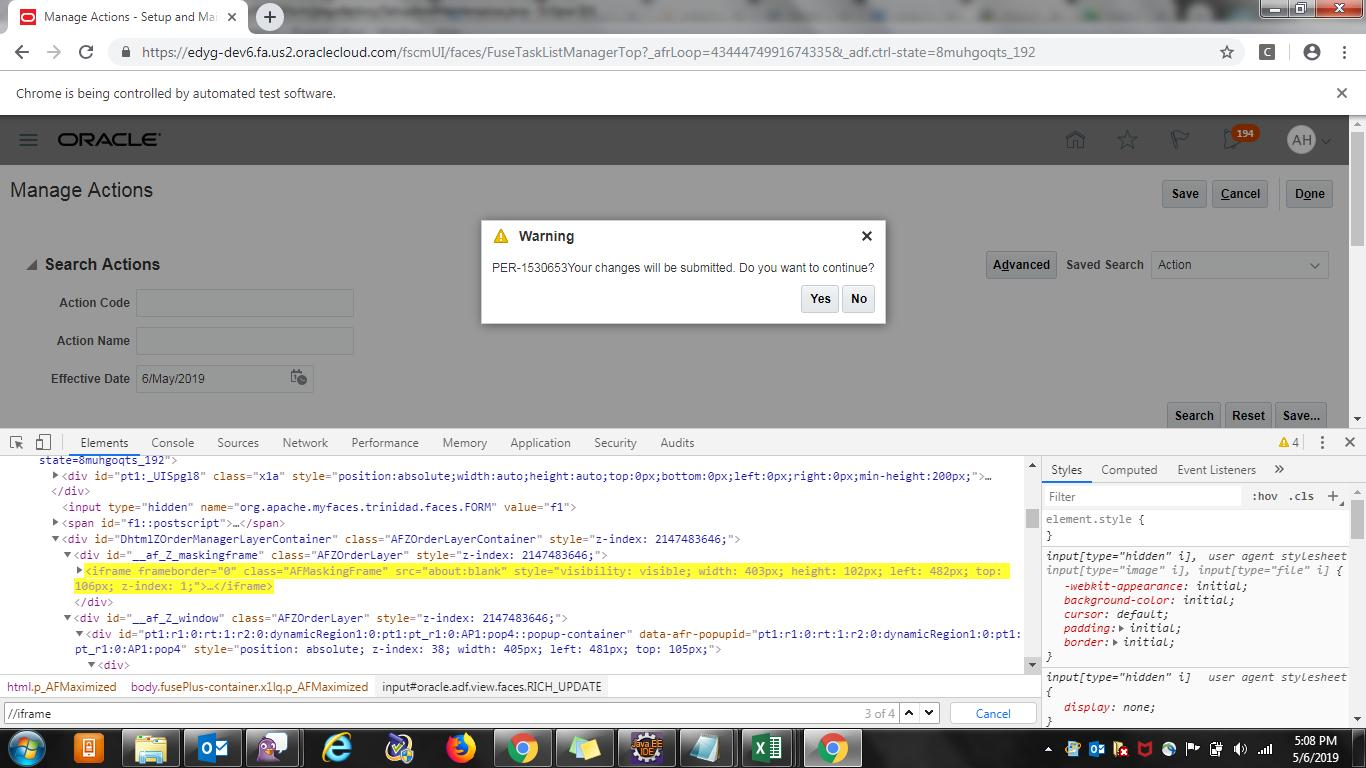 Manage Actions - Setup and Mai
https://edyg-dev6.fa.us2.oraclecloud.com/fscmUI/faces/FuseTaskListManagerTop?_afrLoop=4344474991674335&_adf.ctrl-state=8muhgoqts_192
C
Chrome is being controlled by automated test software.
ORACLE
194
AH
Manage Actions
Save
Cancel
Done
Warning
PER-1530653Your changes will be submitted. Do you want to continue?
Yes
No
Search Actions
Advanced
Saved Search
Action
Action Code
Action Name
Effective Date
6/May/2019
Search
Reset
Save...
Elements
Console
Sources
Network
Performance
Memory
Application
Security
Audits
4
state=8muhgoqts_192">
<div id="pt1:_UISpgl8" class="x1a" style="position:absolute;width:auto;height:auto;top:0px;bottom:0px;left:0px;right:0px;min-height:200px;">…
</div>
<input type="hidden" name="org.apache.myfaces.trinidad.faces.FORM" value="f1">
<span id="f1::postscript">…</span>
<div id="DhtmlZOrderManagerLayerContainer" class="AFZOrderLayerContainer" style="z-index: 2147483646;">
<div id="__af_Z_maskingframe" class="AFZOrderLayer" style="z-index: 2147483646;">
<iframe frameborder="0" class="AFMaskingFrame" src="about:blank" style="visibility: visible; width: 403px; height: 102px; left: 482px; top:
106px; z-index: 1;">…</iframe>
</div>
<div id="__af_Z_window" class="AFZOrderLayer" style="z-index: 2147483646;">
<div id="pt1:r1:0:rt:1:r2:0:dynamicRegion1:0:pt1:pt_r1:0:AP1:pop4::popup-container" data-afr-popupid="pt1:r1:0:rt:1:r2:0:dynamicRegion1:0:pt1:
pt_r1:0:AP1:pop4" style="position: absolute; z-index: 38; width: 405px; left: 481px; top: 105px;">
<div>
html.p_AFMaximized
body.fusePlus-container.x1lq.p_AFMaximized
input#oracle.adf.view.faces.RICH_UPDATE
//iframe
3 of 4
Cancel
Styles
Computed
Event Listeners
Filter
:hov
.cls
element.style {
}
input[type="hidden" i], user agent stylesheet
input[type="image" i], input[type="file" i] {
-webkit-appearance: initial;
background-color: initial;
cursor: default;
padding: initial;
border: initial;
}
input[type="hidden" i] user agent stylesheet
{
display: none;
}
5:08 PM
5/6/2019